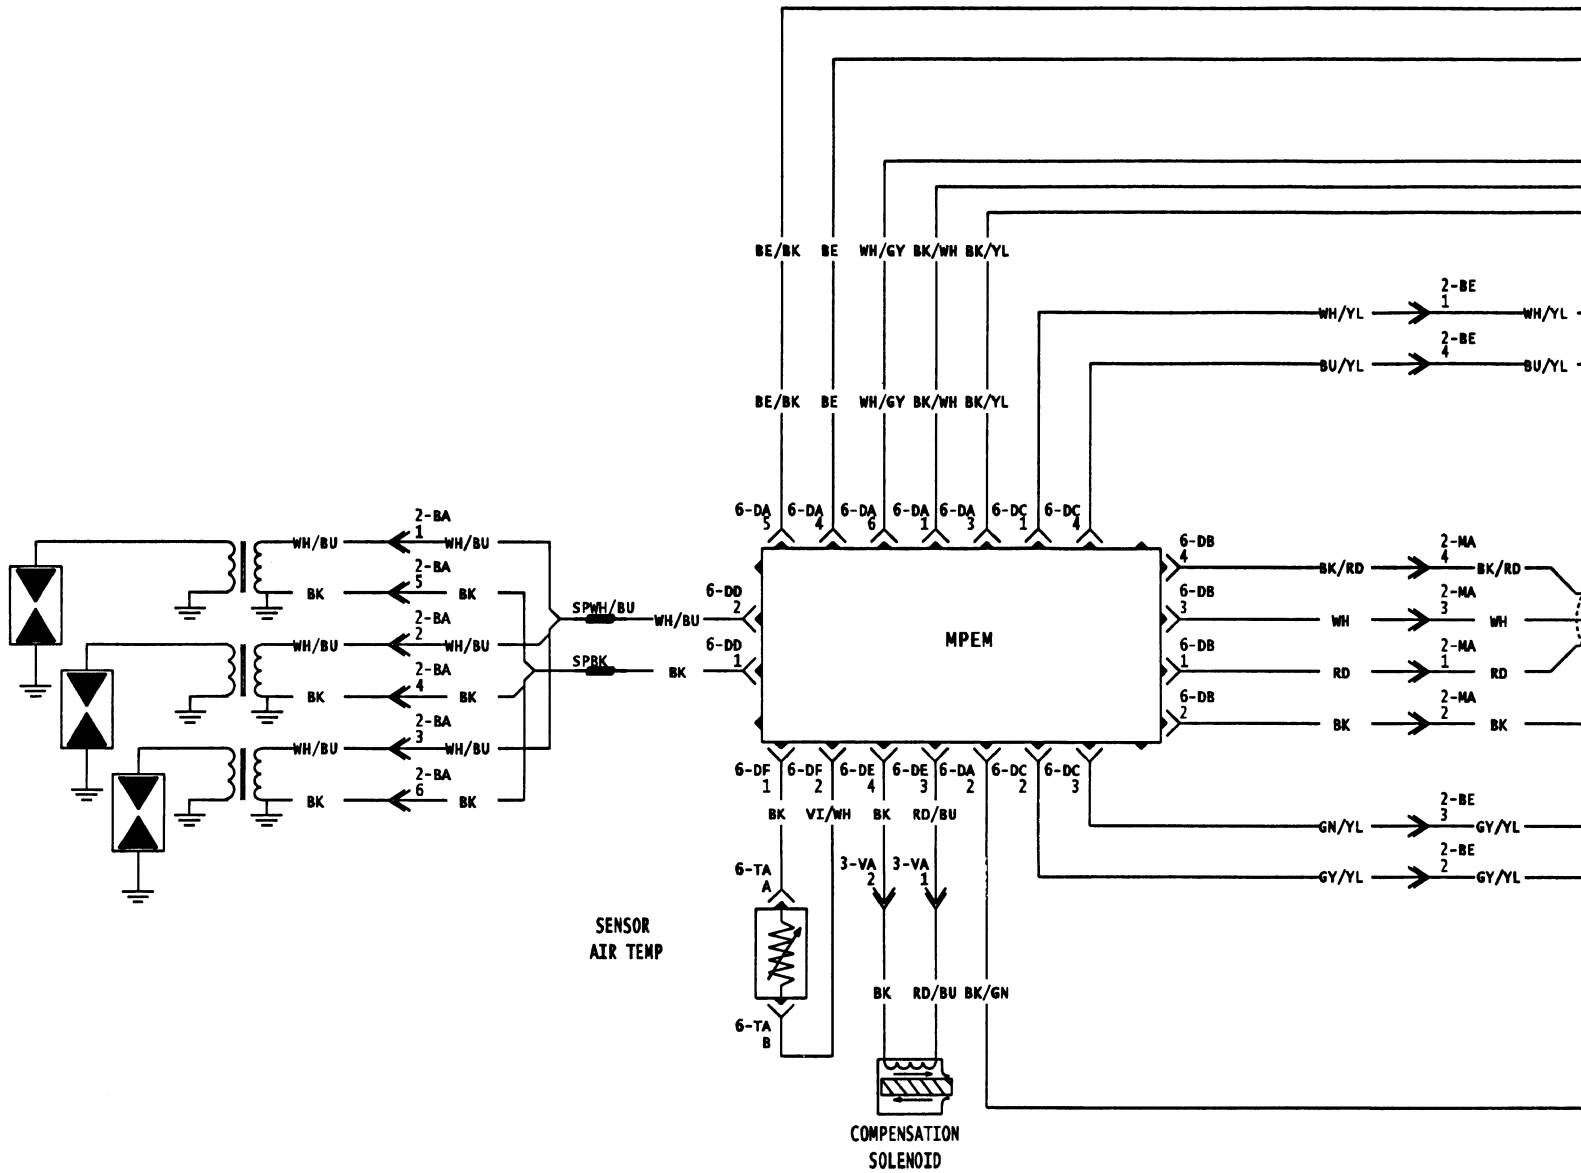 BE/BK BE WH/GY BK/WH BK/YL
2-BE
1
WH/YL WH/YL
2-BE
4
BU/YL BU/YL
BE/BK BE WH/GY BK/WH BK/YL
6-DA 6-DA 6-DA 6-DA 6-DA 6-DC 6-DC
5 4 6 1 3 1 4
2-BA
1
WH/BU WH/BU
2-BA
5
BK BK
2-BA
2
WH/BU WH/BU
2-BA
4
BK BK
2-BA
3
WH/BU WH/BU
2-BA
6
BK BK
SPWH/BU
WH/BU
6-DD
2
SPBK
BK
6-DD
1
MPEM
6-DB
4
BK/RD
2-MA
4
BK/RD
6-DB
3
WH
2-MA
3
WH
6-DB
1
RD
2-MA
1
RD
6-DB
2
BK
2-MA
2
BK
6-DF 6-DF 6-DE 6-DE 6-DA 6-DC 6-DC
1 2 4 3 2 2 3
BK VI/WH BK RD/BU
2-BE
3
GN/YL GY/YL
2-BE
2
GY/YL GY/YL
6-TA
A
3-VA 3-VA
2 1
SENSOR
AIR TEMP
BK RD/BU BK/GN
6-TA
B
COMPENSATION
SOLENOID